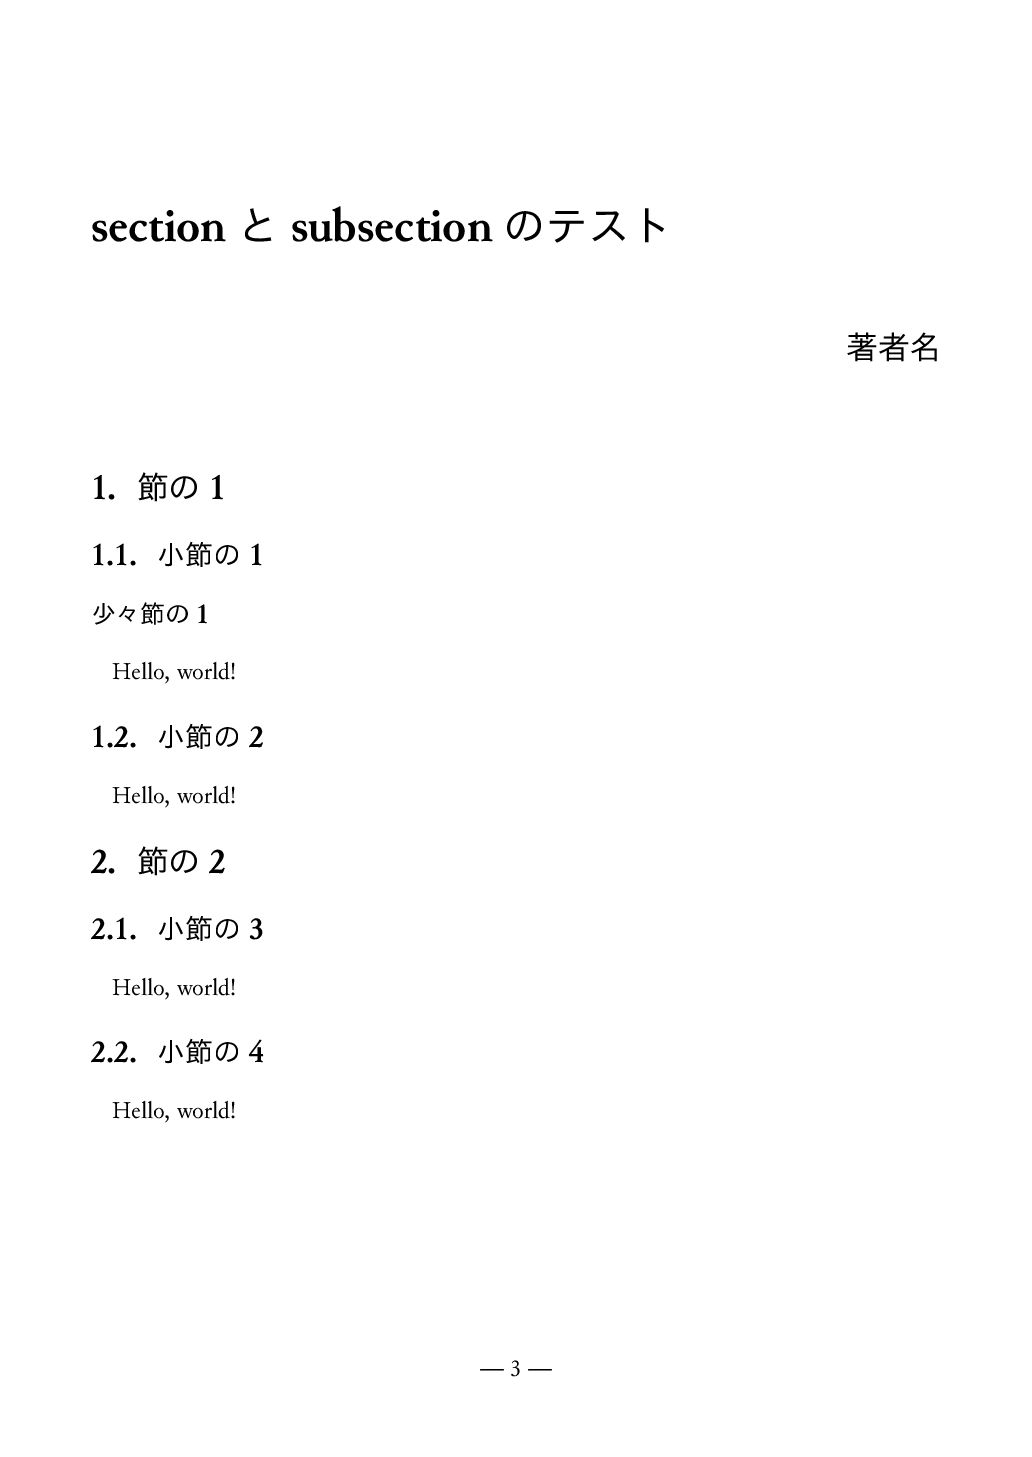 section と subsection のテスト
著者名
1. 節の 1
1.1. 小節の 1
少々節の 1
Hello, world!
1.2. 小節の 2
Hello, world!
2. 節の 2
2.1. 小節の 3
Hello, world!
2.2. 小節の 4
Hello, world!
— 3 —